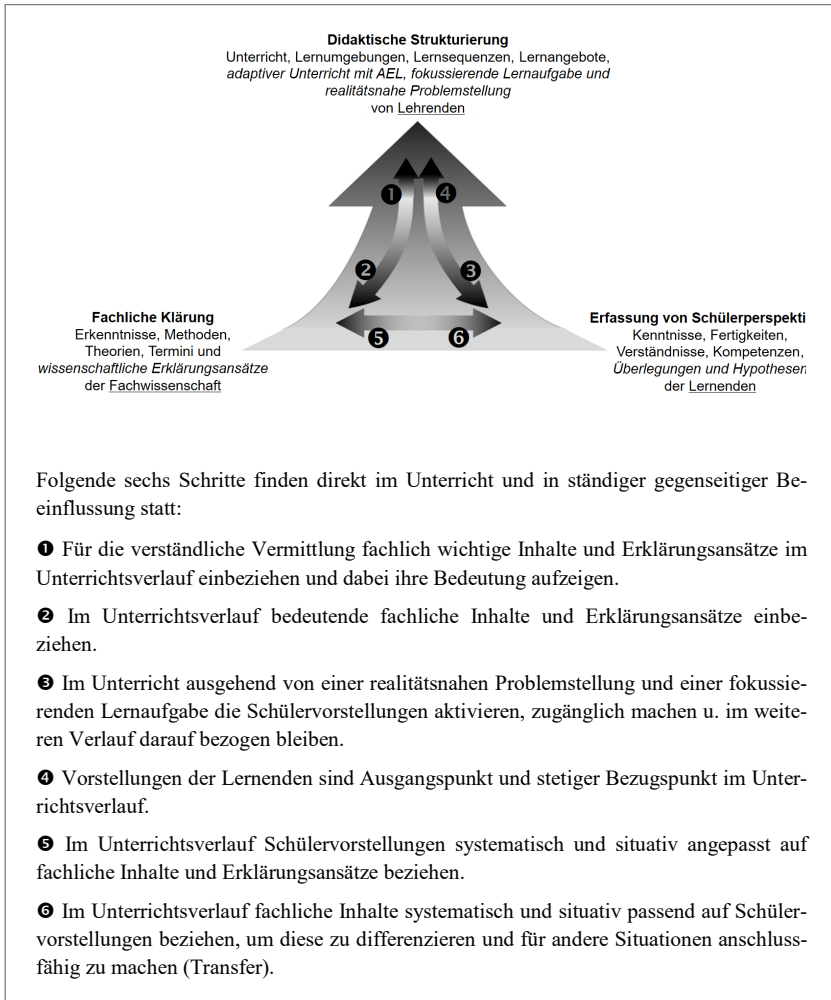 Didaktische Strukturierung
Unterricht, Lernumgebungen, Lernsequenzen, Lernangebote,
adaptiver Unterricht mit AEL, fokussierende Lernaufgabe und
realitätsnahe Problemstellung
von Lehrenden
❶ ❹
❷ ❸
Fachliche Klärung
Erkenntnisse, Methoden,
Theorien, Termini und
wissenschaftliche Erklärungsansätze
der Fachwissenschaft
❺ ❻
Erfassung von Schülerperspekti
Kenntnisse, Fertigkeiten,
Verständnisse, Kompetenzen,
Überlegungen und Hypothesen
der Lernenden
Folgende sechs Schritte finden direkt im Unterricht und in ständiger gegenseitiger Be-
einflussung statt:
❶ Für die verständliche Vermittlung fachlich wichtige Inhalte und Erklärungsansätze im
Unterrichtsverlauf einbeziehen und dabei ihre Bedeutung aufzeigen.
❷ Im Unterrichtsverlauf bedeutende fachliche Inhalte und Erklärungsansätze einbe-
ziehen.
❸ Im Unterricht ausgehend von einer realitätsnahen Problemstellung und einer fokussie-
renden Lernaufgabe die Schülervorstellungen aktivieren, zugänglich machen u. im weite-
ren Verlauf darauf bezogen bleiben.
❹ Vorstellungen der Lernenden sind Ausgangspunkt und stetiger Bezugspunkt im Unter-
richtsverlauf.
❺ Im Unterrichtsverlauf Schülervorstellungen systematisch und situativ angepasst auf
fachliche Inhalte und Erklärungsansätze beziehen.
❻ Im Unterrichtsverlauf fachliche Inhalte systematisch und situativ passend auf Schüler-
vorstellungen beziehen, um diese zu differenzieren und für andere Situationen anschluss-
fähig zu machen (Transfer).